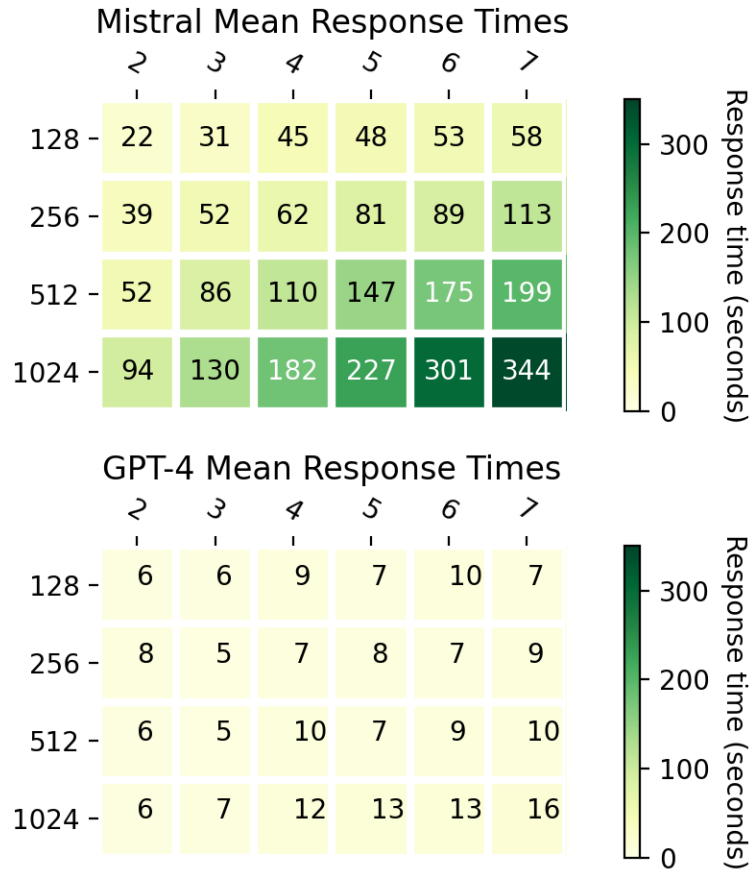 Mistral Mean Response Times
2 3 4 5 6 7
128 22 31 45 48 53 58
256 39 52 62 81 89 113
512 52 86 110 147 175 199
1024 94 130 182 227 301 344
300
200
100
0
Response time (seconds)
GPT-4 Mean Response Times
2 3 4 5 6 7
128 6 6 9 7 10 7
256 8 5 7 8 7 9
512 6 5 10 7 9 10
1024 6 7 12 13 13 16
300
200
100
0
Response time (seconds)